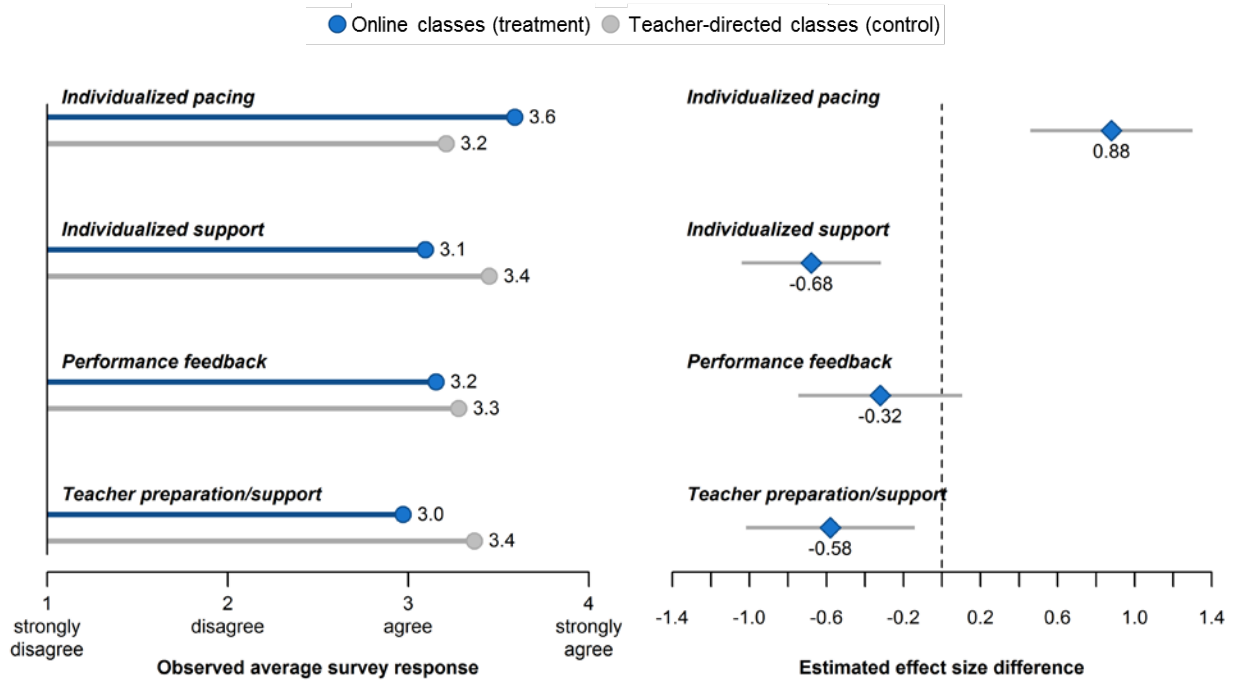 Online classes (treatment) Teacher-directed classes (control)
Individualized pacing
3.6
3.2
Individualized support
3.1
3.4
Performance feedback
3.2
3.3
Teacher preparation/support
3.0
3.4
1 2 3 4
strongly disagree agree strongly
disagree agree
Observed average survey response
Individualized pacing
0.88
Individualized support
-0.68
Performance feedback
-0.32
Teacher preparation/support
-0.58
-1.4 -1.0 -0.6 -0.2 0.2 0.6 1.0 1.4
Estimated effect size difference